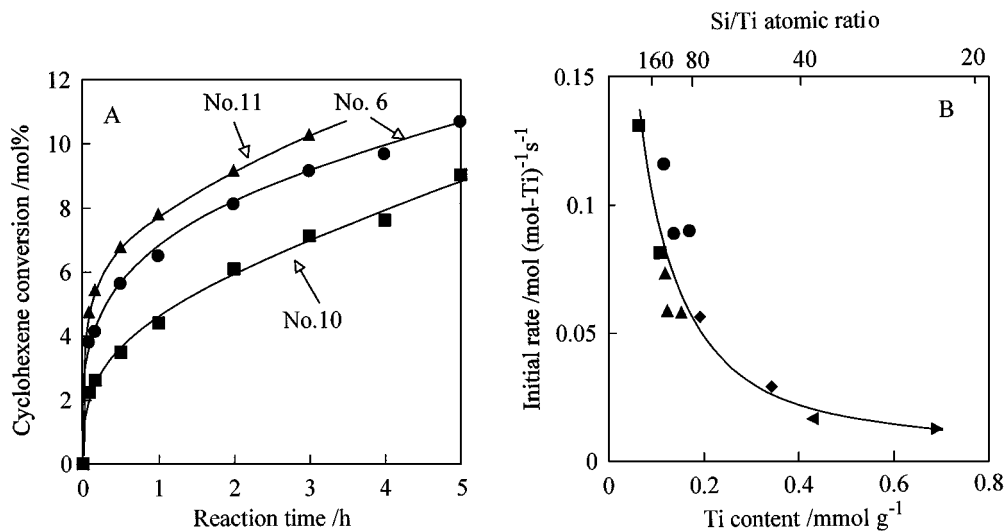 A
No.11
No. 6
No.10
Cyclohexene conversion /mol%
12
10
8
6
4
2
0
0 1 2 3 4 5
Reaction time /h
Si/Ti atomic ratio
160 80 40 20
B
Initial rate /mol (mol-Ti)⁻¹s⁻¹
0.15
0.1
0.05
0
0 0.2 0.4 0.6 0.8
Ti content /mmol g⁻¹